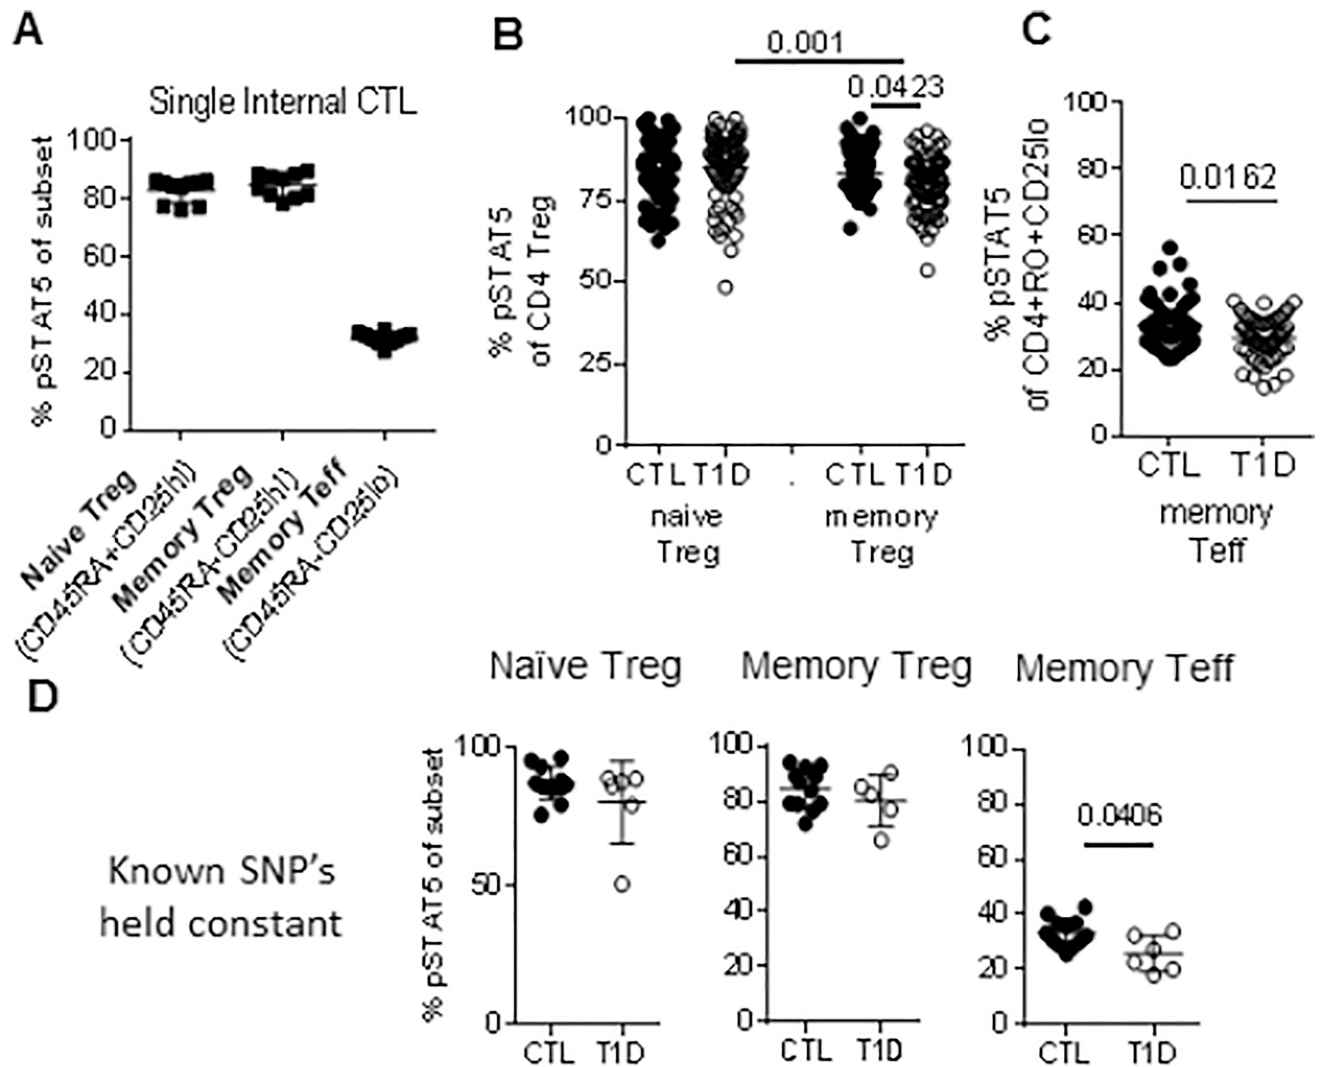 A
Single Internal CTL
% pSTAT5 of subset
100
80
60
40
20
0
Naive Treg
(CD45RA+CD25hi)
Memory Treg
(CD45RA-CD25hi)
Memory Teff
(CD45RA-CD25lo)
B
0.001
0.0423
% pSTAT5
of CD4 Treg
100
75
50
25
0
CTL T1D . CTL T1D
naive memory
Treg Treg
C
% pSTAT5
of CD4+RO+CD25lo
100
80
60
40
20
0
0.0162
CTL T1D
memory
Teff
D
Known SNP's
held constant
Naïve Treg
% pSTAT5 of subset
100
50
0
CTL T1D
Memory Treg
100
80
60
40
20
0
CTL T1D
Memory Teff
100
80
60
40
20
0
0.0406
CTL T1D